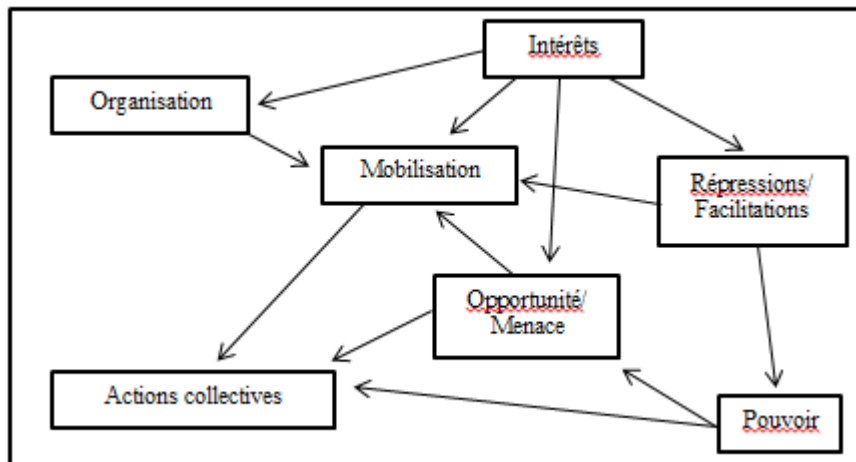 Intérêts
Organisation
Mobilisation
Répressions/
Facilitations
Opportunité/
Menace
Actions collectives
Pouvoir